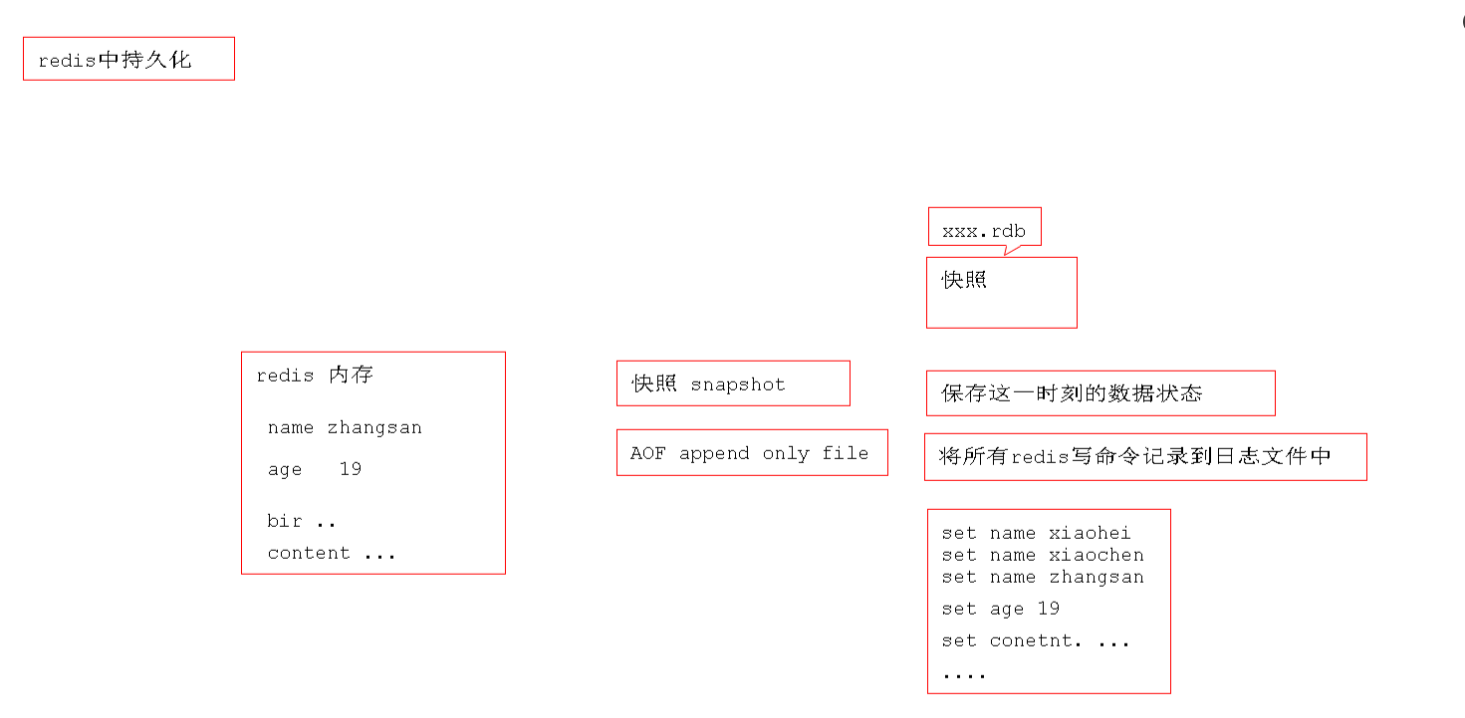 redis中持久化
xxx.rdb
快照
redis 内存
name zhangsan
age 19
bir ..
content ...
快照 snapshot
保存这一时刻的数据状态
AOF append only file
将所有redis写命令记录到日志文件中
set name xiaohei
set name xiaochen
set name zhangsan
set age 19
set conetnt. ...
....